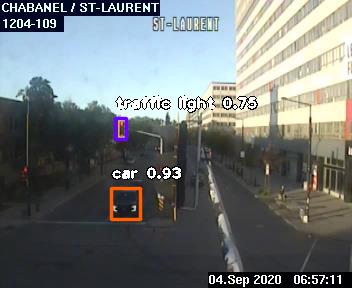 CHABANEL / ST-LAURENT
1204-109
ST-LAURENT
traffic light 0.75
car 0.93
04.Sep 2020 06:57:11